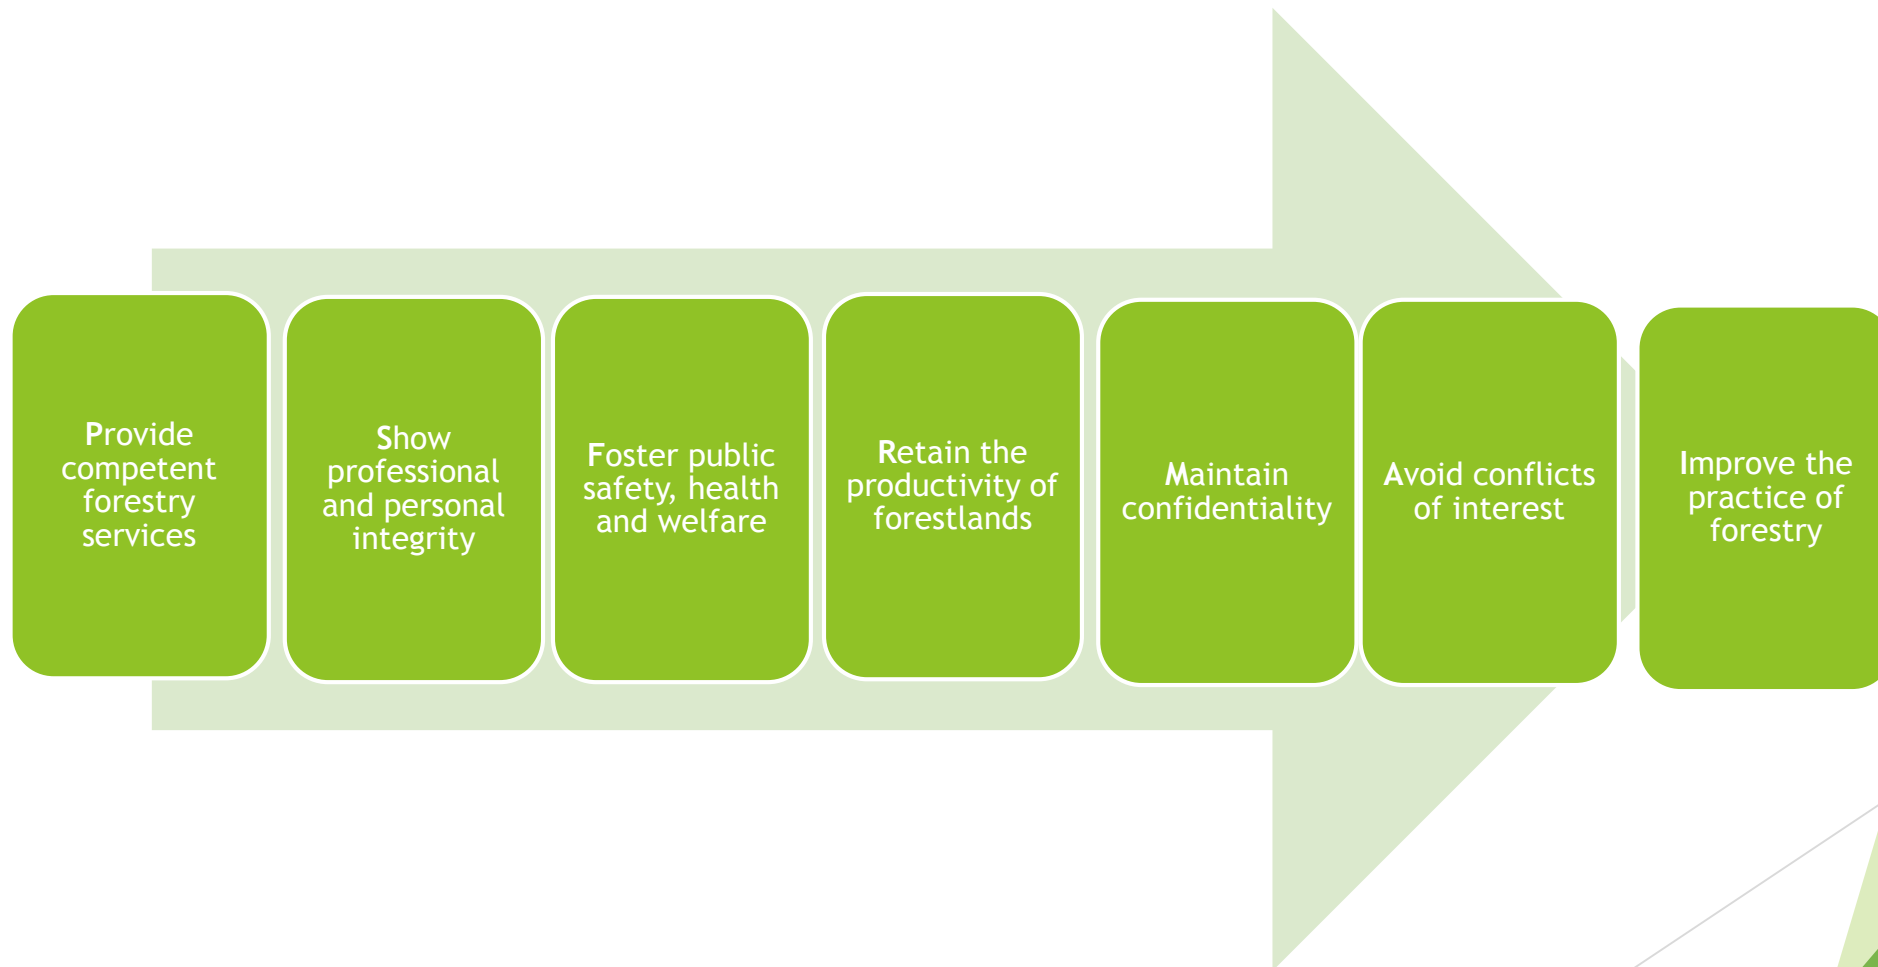 Provide
competent
forestry
services
Show
professional
and personal
integrity
Foster public
safety, health
and welfare
Retain the
productivity of
forestlands
Maintain
confidentiality
Avoid conflicts
of interest
Improve the
practice of
forestry